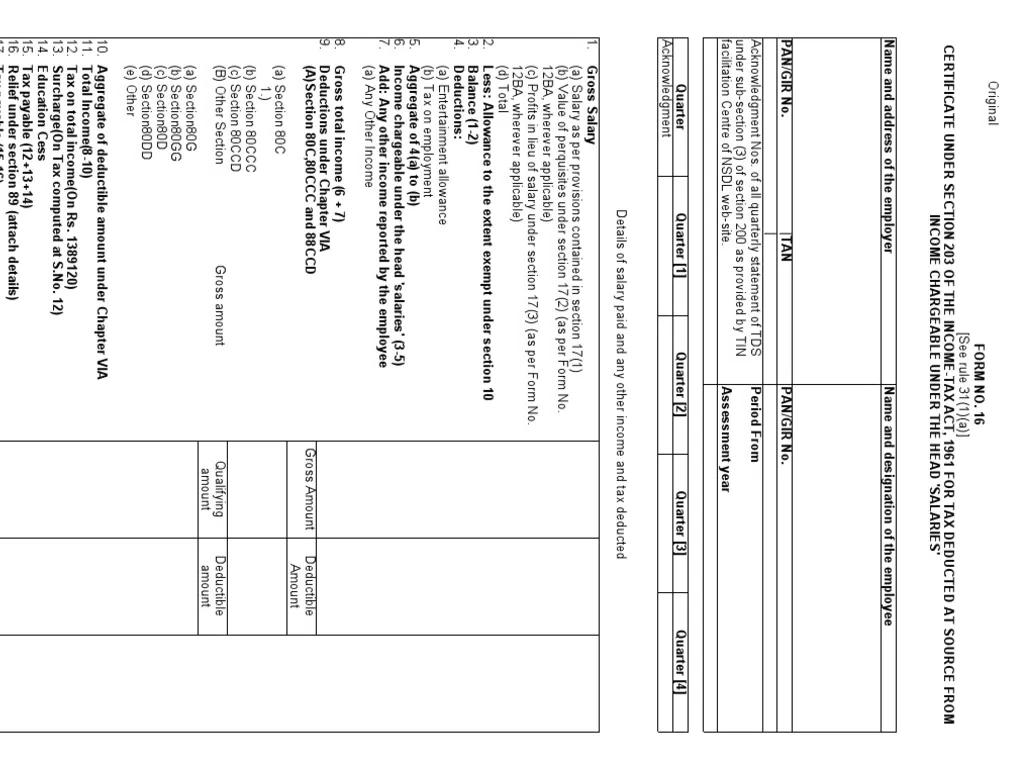 Original
FORM NO. 16
[See rule 31(1)(a)]
CERTIFICATE UNDER SECTION 203 OF THE INCOME-TAX ACT, 1961 FOR TAX DEDUCTED AT SOURCE FROM
INCOME CHARGEABLE UNDER THE HEAD 'SALARIES'
Name and address of the employer
Name and designation of the employee
PAN/GIR No.
TAN
PAN/GIR No.
Acknowledgment Nos. of all quarterly statement of TDS
under sub-section (3) of section 200 as provided by TIN
facilitation Centre of NSDL web-site.
Period From
Assessment year
Quarter
Quarter [1]
Quarter [2]
Quarter [3]
Quarter [4]
Acknowledgment
Details of salary paid and any other income and tax deducted
1. Gross Salary
(a) Salary as per provisions contained in section 17(1)
(b) Value of perquisites under section 17(2) (as per Form No.
12BA, wherever applicable)
(c) Profits in lieu of salary under section 17(3) (as per Form No.
12BA, wherever applicable)
(d) Total
2. Less: Allowance to the extent exempt under section 10
3. Balance (1-2)
4. Deductions:
(a) Entertainment allowance
(b) Tax on employment
5. Aggregate of 4(a) to (b)
6. Income chargeable under the head 'salaries' (3-5)
7. Add: Any other income reported by the employee
(a) Any Other Income
8. Gross total income (6 + 7)
9. Deductions under Chapter VIA
(A)Section 80C,80CCC and 88CCD
Gross Amount
Deductible
Amount
(a) Section 80C
1.)
(b) Section 80CCC
(c) Section 80CCD
(B) Other Section
Gross amount
Qualifying
amount
Deductible
amount
(a) Section80G
(b) Section80GG
(c) Section80D
(d) Section80DD
(e) Other
10. Aggregate of deductible amount under Chapter VIA
11. Total Income(8-10)
12. Tax on total income(On Rs. 1389120)
13. Surcharge(On Tax computed at S.No. 12)
14. Education Cess
15. Tax payable (12+13+14)
16. Relief under section 89 (attach details)